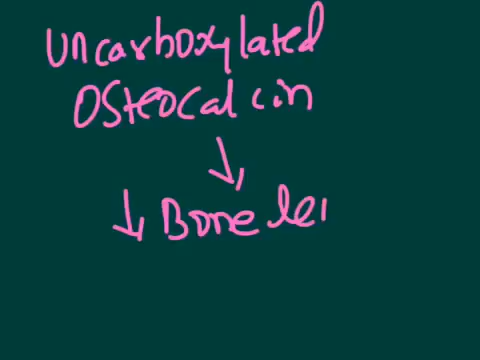 Uncarboxylated
Osteocalcin
↓
↓ Bone